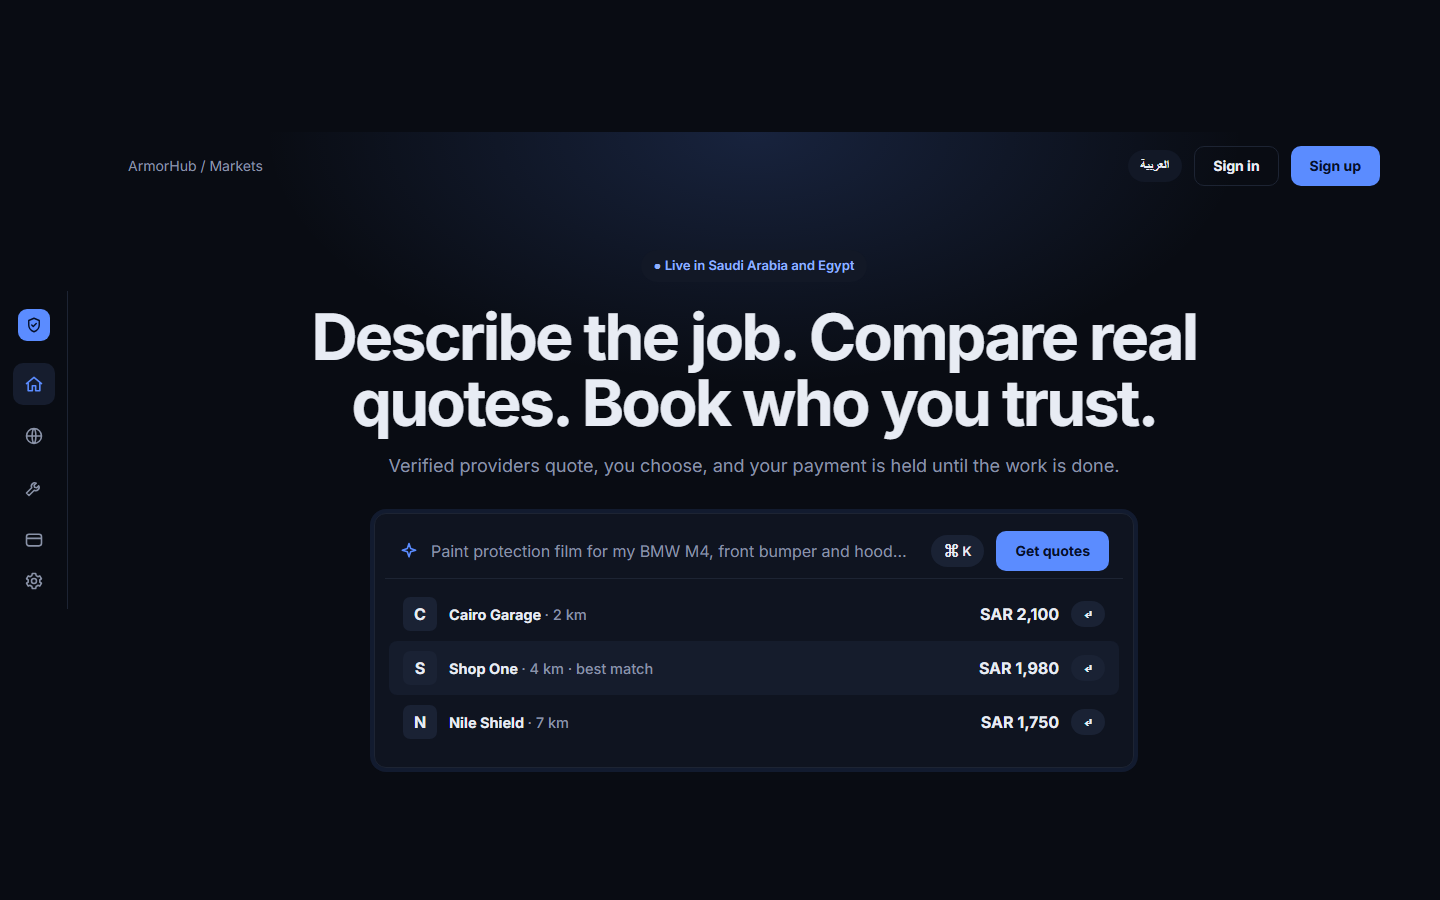 ArmorHub / Markets
العربية
Sign in
Sign up
• Live in Saudi Arabia and Egypt
Describe the job. Compare real
quotes. Book who you trust.
Verified providers quote, you choose, and your payment is held until the work is done.
Paint protection film for my BMW M4, front bumper and hood...
⌘ K
Get quotes
C
Cairo Garage · 2 km
SAR 2,100
↵
S
Shop One · 4 km · best match
SAR 1,980
↵
N
Nile Shield · 7 km
SAR 1,750
↵